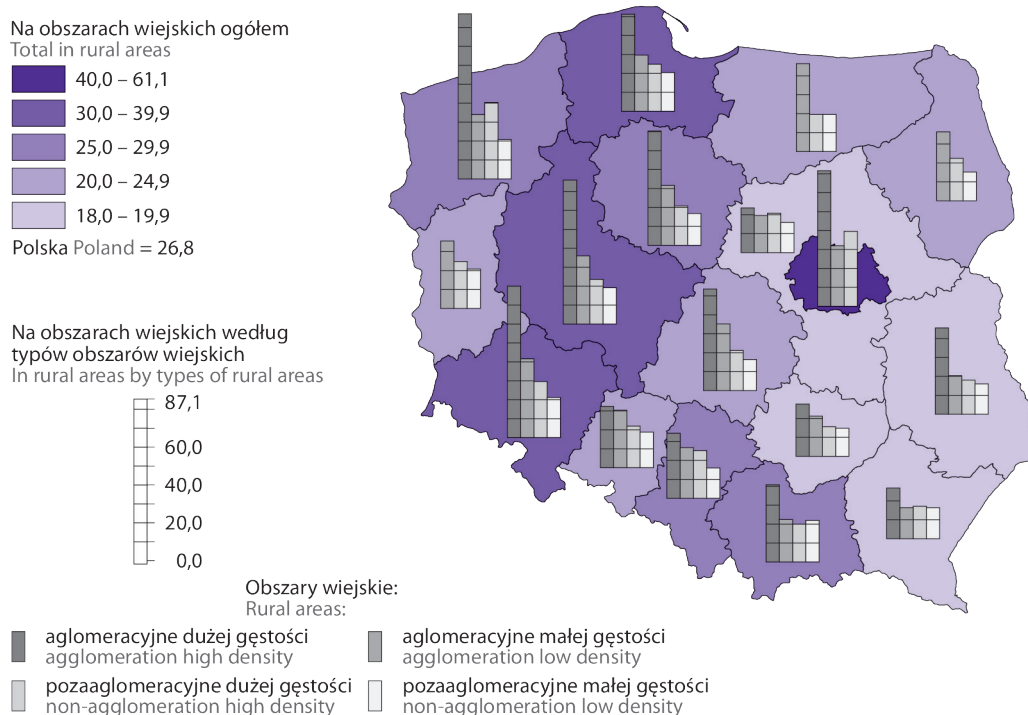 Na obszarach wiejskich ogółem
Total in rural areas
40,0 – 61,1
30,0 – 39,9
25,0 – 29,9
20,0 – 24,9
18,0 – 19,9
Polska Poland = 26,8
Na obszarach wiejskich według
typów obszarów wiejskich
In rural areas by types of rural areas
87,1
60,0
40,0
20,0
0,0
Obszary wiejskie:
Rural areas:
aglomeracyjne dużej gęstości
agglomeration high density
aglomeracyjne małej gęstości
agglomeration low density
pozaaglomeracyjne dużej gęstości
non-agglomeration high density
pozaaglomeracyjne małej gęstości
non-agglomeration low density